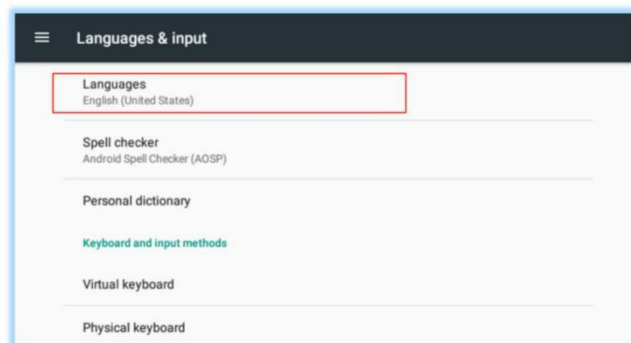 Languages & input
Languages
English (United States)
Spell checker
Android Spell Checker (AOSP)
Personal dictionary
Keyboard and input methods
Virtual keyboard
Physical keyboard